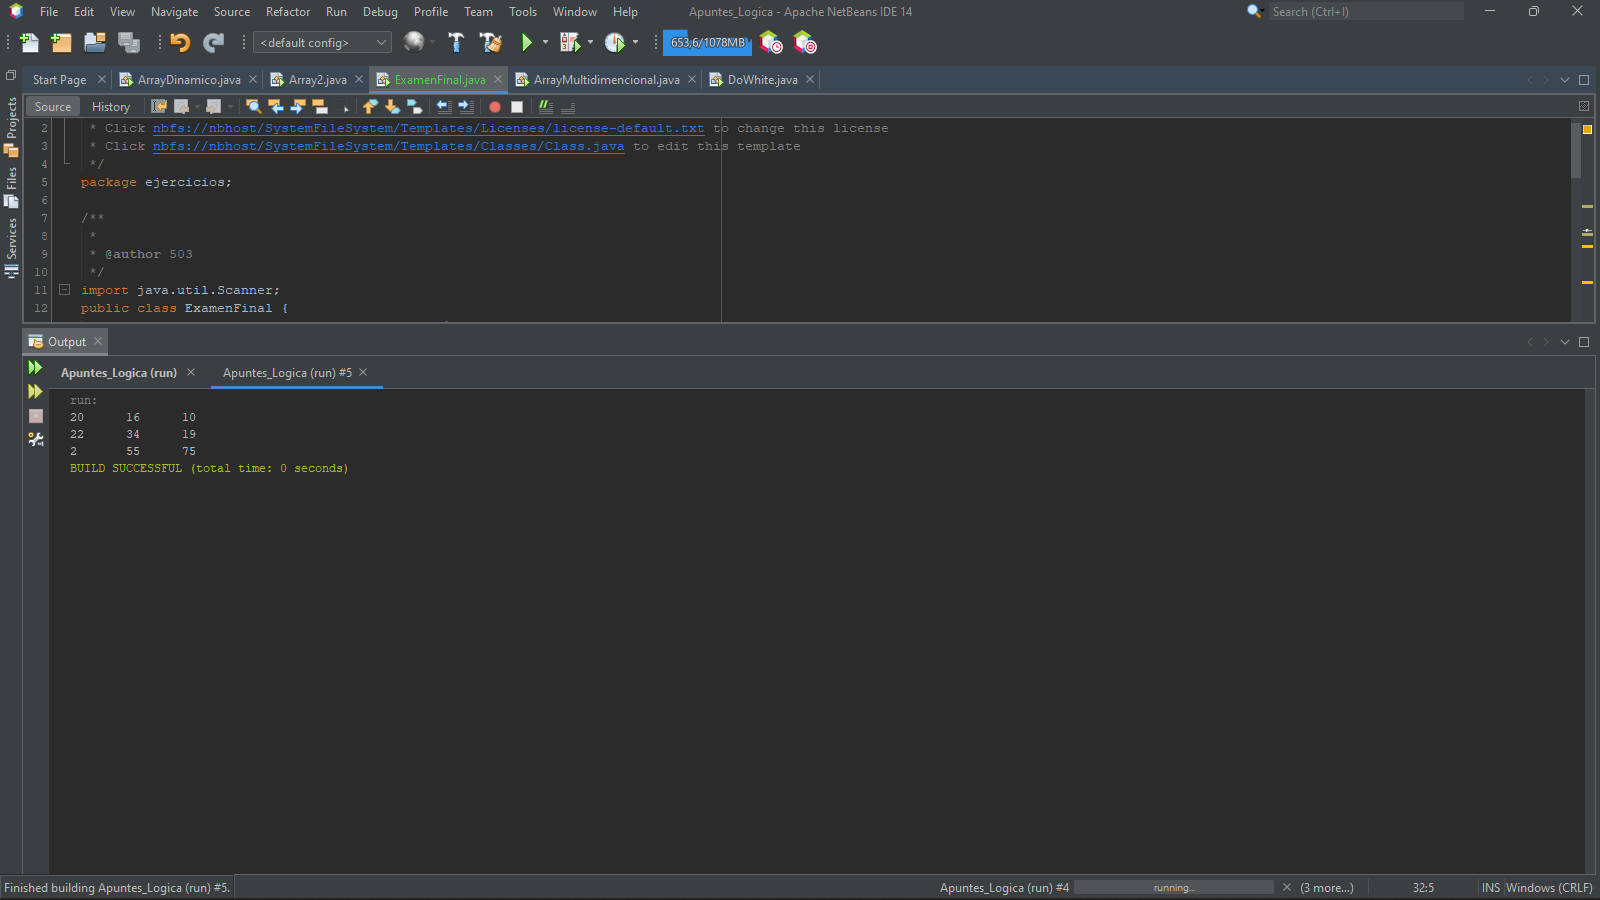 File Edit View Navigate Source Refactor Run Debug Profile Team Tools Window Help Apuntes_Logica - Apache NetBeans IDE 14 Search (Ctrl+I)
<default config> 653,6/1078MB
Start Page ArrayDinamico.java Array2.java ExamenFinal.java ArrayMultidimencional.java DoWhite.java
Source History
Projects
Files
Services
2 * Click nbfs://nbhost/SystemFileSystem/Templates/Licenses/license-default.txt to change this license
3 * Click nbfs://nbhost/SystemFileSystem/Templates/Classes/Class.java to edit this template
4 */
5 package ejercicios;
6
7 /**
8 *
9 * @author 503
10 */
11 import java.util.Scanner;
12 public class ExamenFinal {
Output
Apuntes_Logica (run) Apuntes_Logica (run) #5
run:
20 16 10
22 34 19
2 55 75
BUILD SUCCESSFUL (total time: 0 seconds)
Finished building Apuntes_Logica (run) #5. Apuntes_Logica (run) #4 running... (3 more...) 32:5 INS Windows (CRLF)